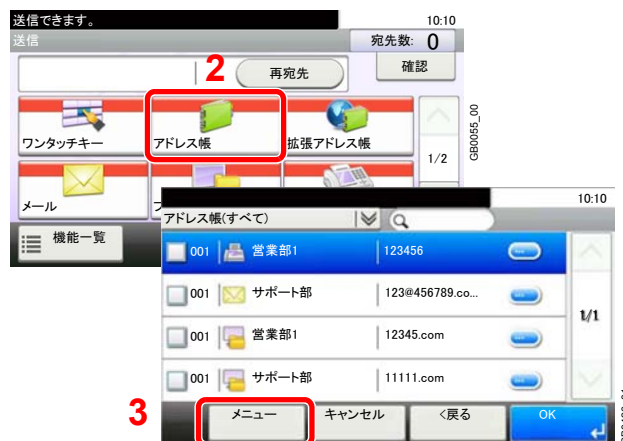 送信できます。
10:10
送信
宛先数: 0
2
再宛先
確認
ワンタッチキー
アドレス帳
拡張アドレス帳
1/2
GB0055_00
メール
機能一覧
10:10
アドレス帳(すべて)
001 営業部1 123456
001 サポート部 123@456789.co...
1/1
001 営業部1 12345.com
001 サポート部 11111.com
3
メニュー
キャンセル
<戻る
OK